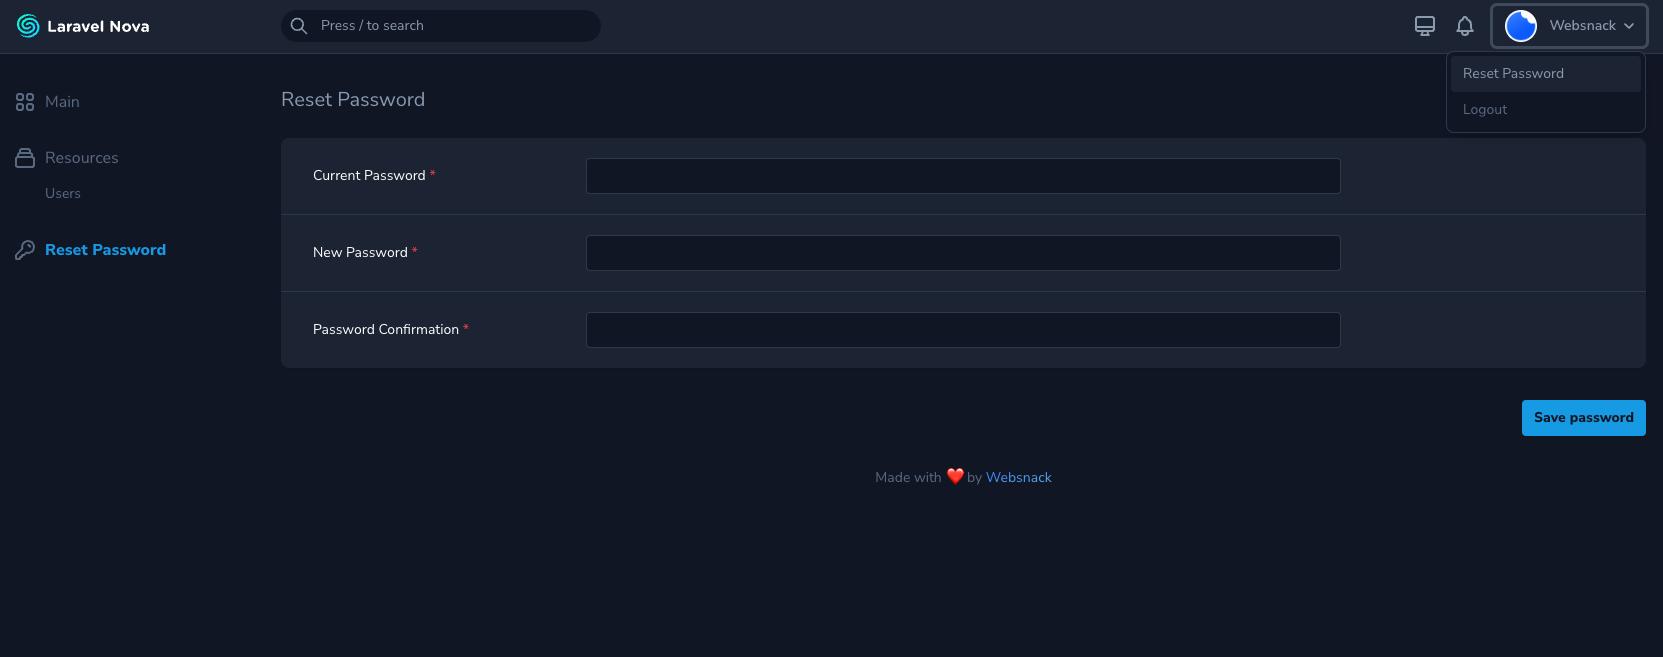 Laravel Nova
Press / to search
Websnack
Reset Password
Logout
Main
Resources
Users
Reset Password
Reset Password
Current Password *
New Password *
Password Confirmation *
Save password
Made with ❤️ by Websnack